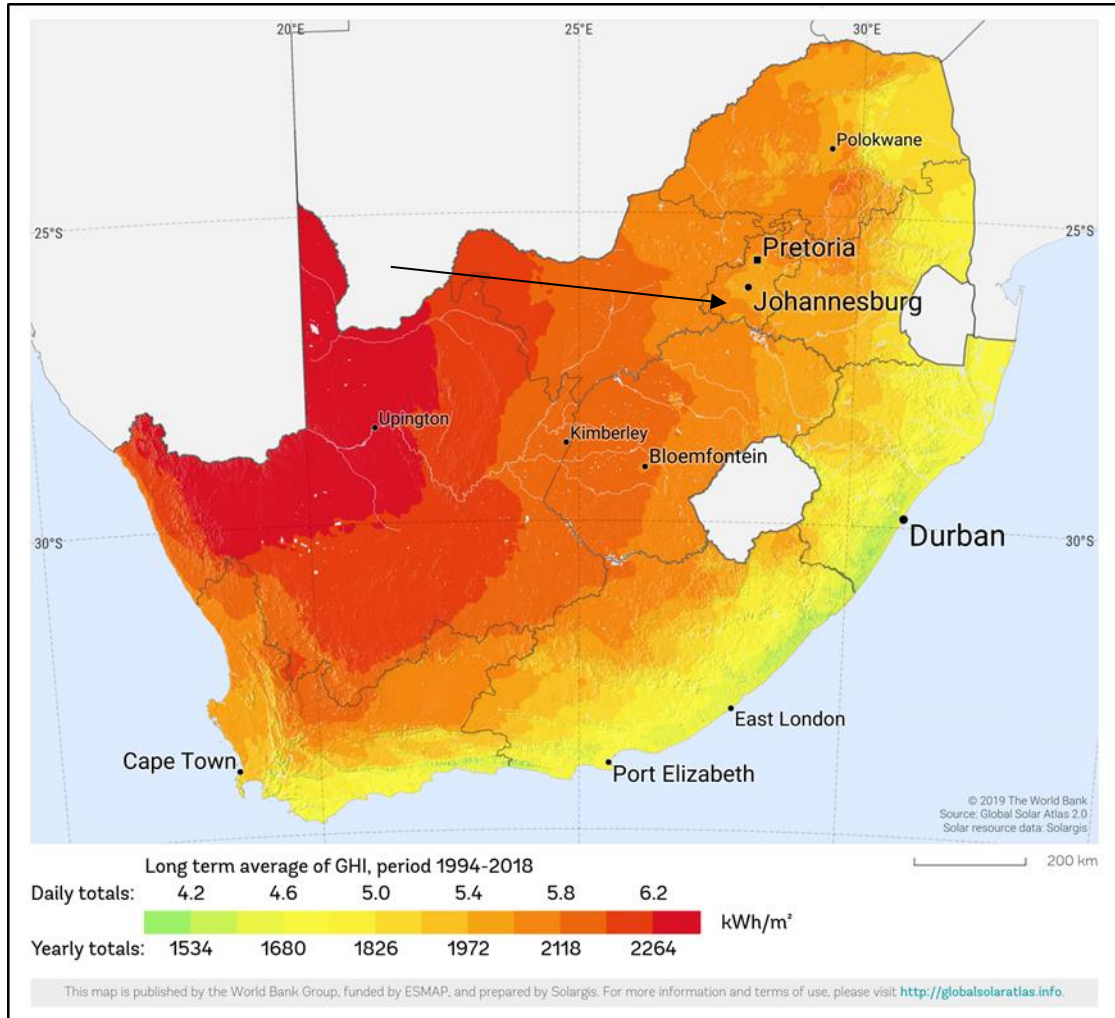 20°E 25°E 30°E
Polokwane
25°S 25°S
Pretoria
Johannesburg
Upington
Kimberley
Bloemfontein
Durban
30°S 30°S
East London
Cape Town
Port Elizabeth
© 2019 The World Bank
Source: Global Solar Atlas 2.0
Solar resource data: Solargis
Long term average of GHI, period 1994-2018
200 km
Daily totals: 4.2 4.6 5.0 5.4 5.8 6.2
kWh/m²
Yearly totals: 1534 1680 1826 1972 2118 2264
This map is published by the World Bank Group, funded by ESMAP, and prepared by Solargis. For more information and terms of use, please visit http://globalsolaratlas.info.